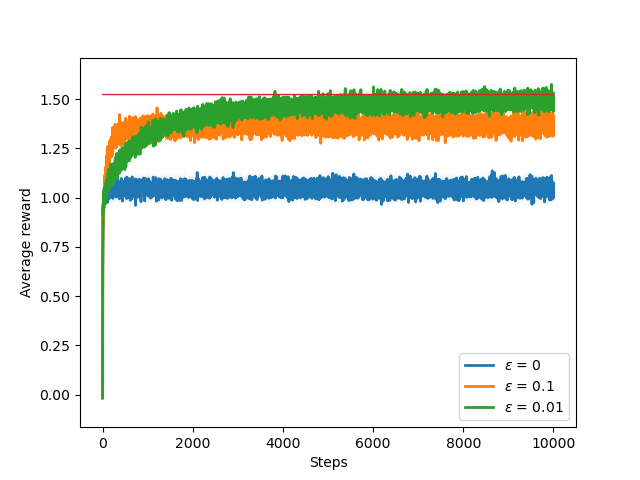 1.50
1.25
1.00
0.75
0.50
0.25
0.00
Average reward
0 2000 4000 6000 8000 10000
Steps
ε = 0
ε = 0.1
ε = 0.01